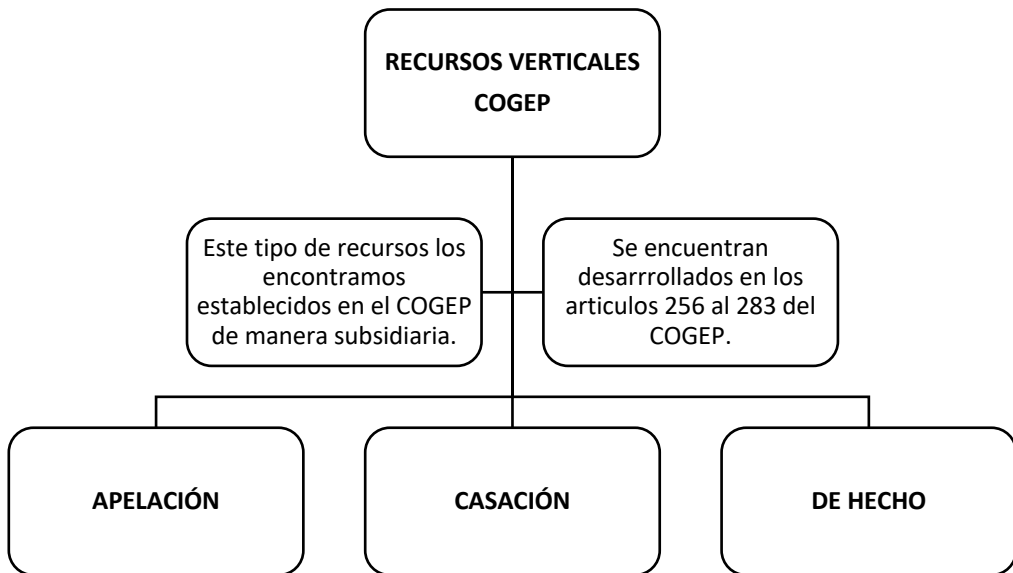 RECURSOS VERTICALES
COGEP
Este tipo de recursos los
encontramos
establecidos en el COGEP
de manera subsidiaria.
Se encuentran
desarrrollados en los
articulos 256 al 283 del
COGEP.
APELACIÓN
CASACIÓN
DE HECHO